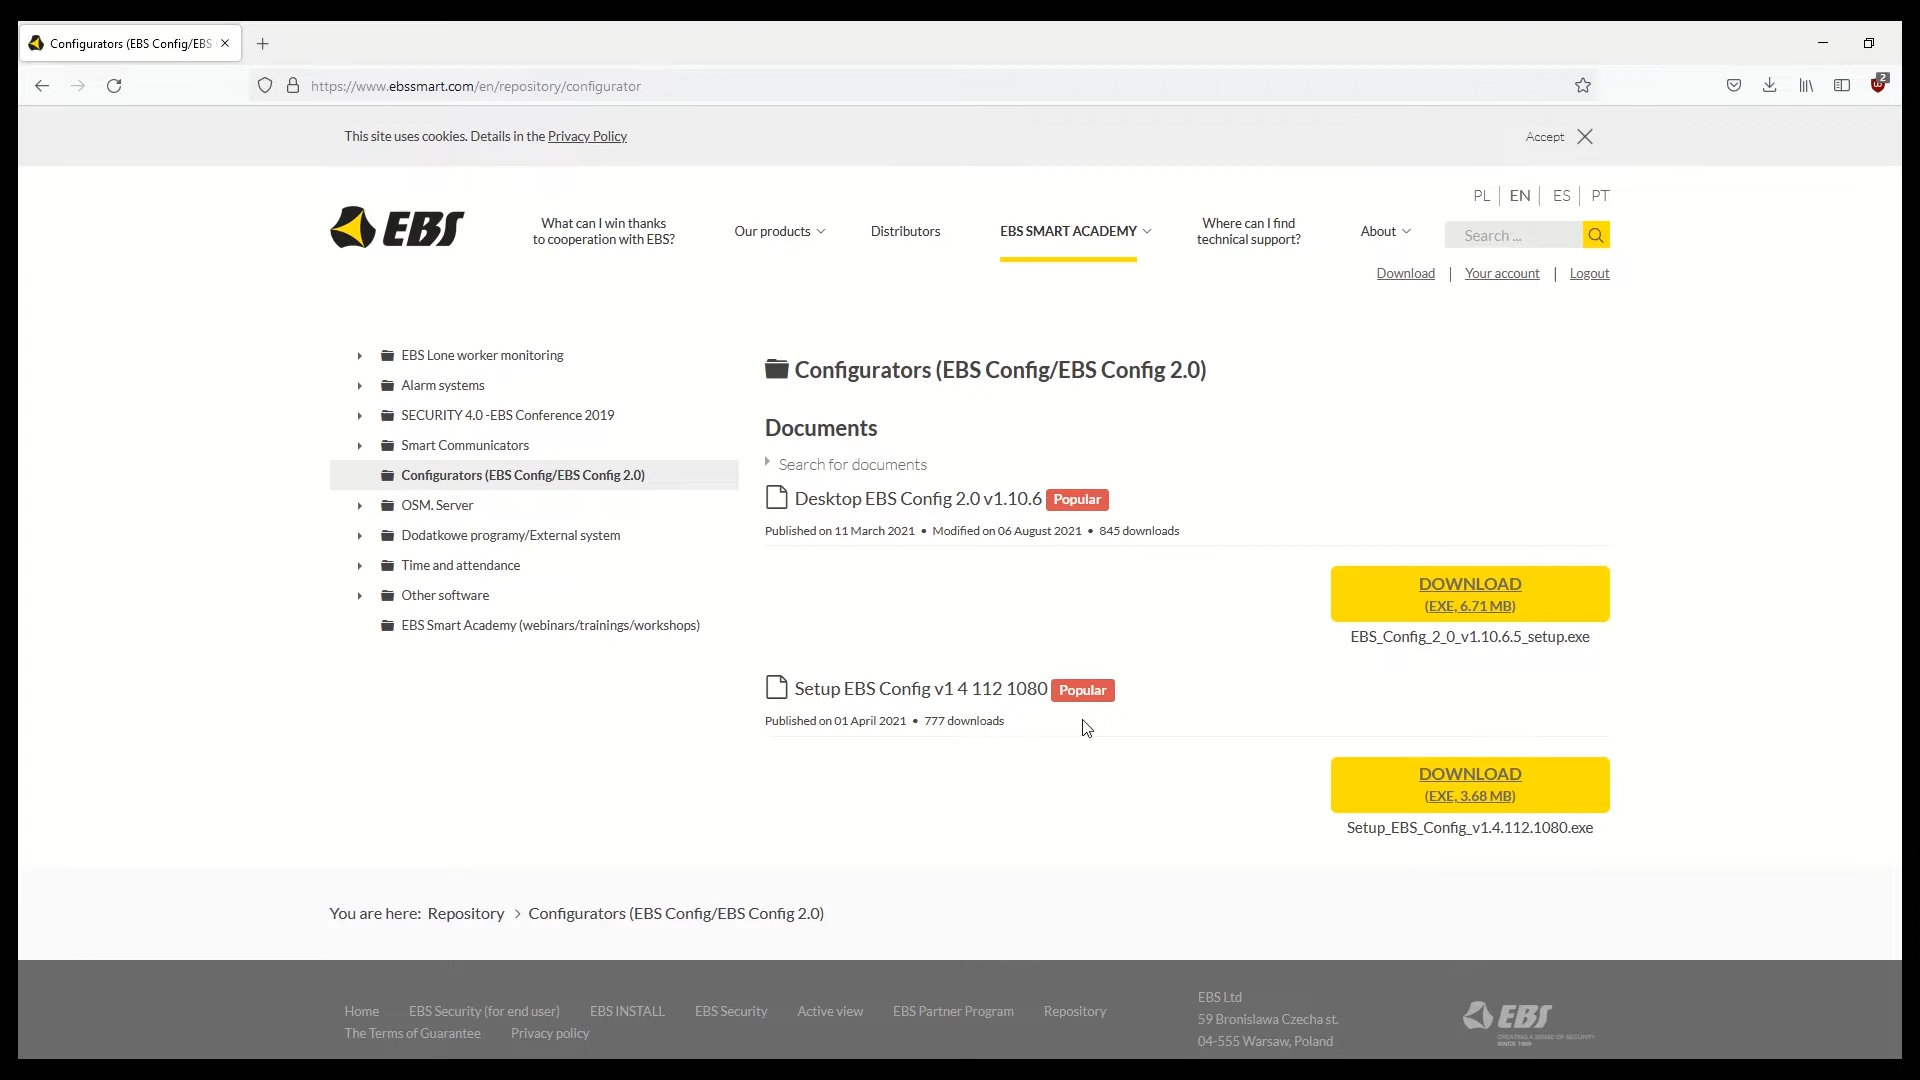 Configurators (EBS Config/EBS
https://www.ebssmart.com/en/repository/configurator
2
This site uses cookies. Details in the Privacy Policy
Accept
PL | EN | ES | PT
EBS
What can I win thanks
to cooperation with EBS?
Our products
Distributors
EBS SMART ACADEMY
Where can I find
technical support?
About
Search ...
Download | Your account | Logout
EBS Lone worker monitoring
Alarm systems
SECURITY 4.0 -EBS Conference 2019
Smart Communicators
Configurators (EBS Config/EBS Config 2.0)
OSM. Server
Dodatkowe programy/External system
Time and attendance
Other software
EBS Smart Academy (webinars/trainings/workshops)
Configurators (EBS Config/EBS Config 2.0)
Documents
Search for documents
Desktop EBS Config 2.0 v1.10.6 Popular
Published on 11 March 2021 • Modified on 06 August 2021 • 845 downloads
DOWNLOAD
(EXE, 6.71 MB)
EBS_Config_2_0_v1.10.6.5_setup.exe
Setup EBS Config v1 4 112 1080 Popular
Published on 01 April 2021 • 777 downloads
DOWNLOAD
(EXE, 3.68 MB)
Setup_EBS_Config_v1.4.112.1080.exe
You are here: Repository > Configurators (EBS Config/EBS Config 2.0)
Home EBS Security (for end user) EBS INSTALL EBS Security Active view EBS Partner Program Repository
The Terms of Guarantee Privacy policy
EBS Ltd
59 Bronislawa Czecha st.
04-555 Warsaw, Poland
EBS
CREATING A SENSE OF SECURITY
SINCE 1989